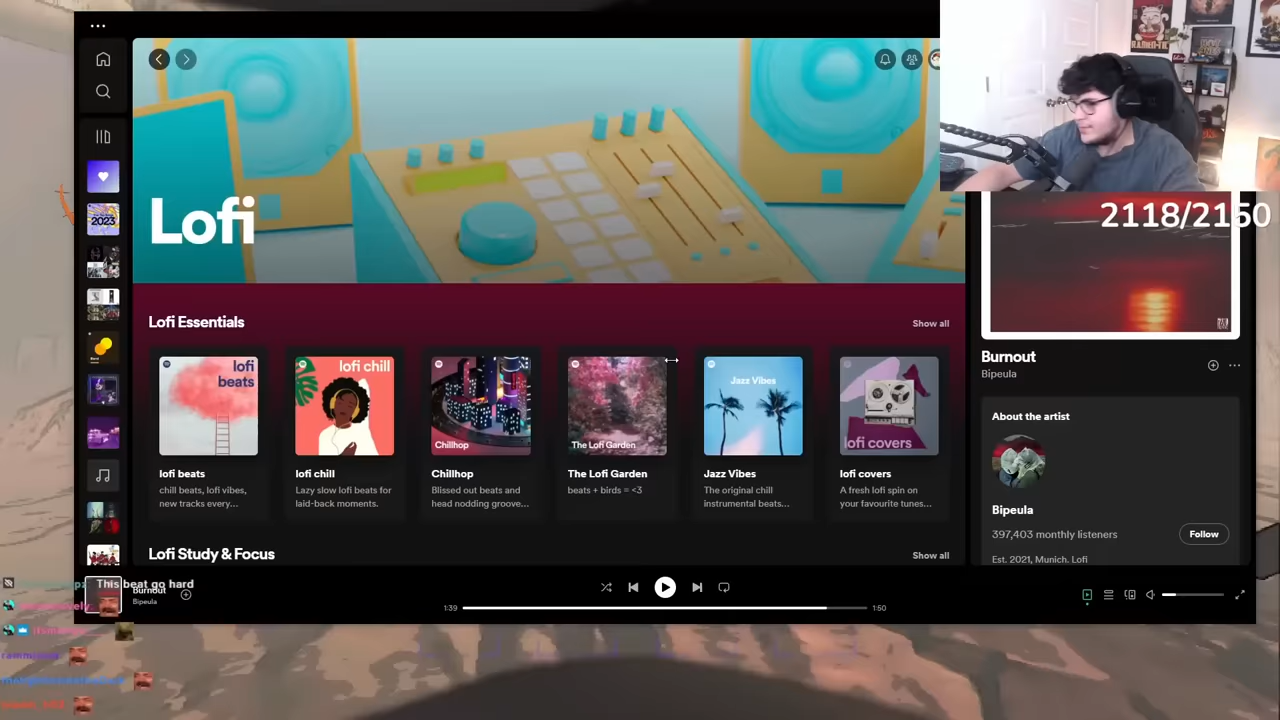 Lofi
2118/2150
Lofi Essentials
Show all
lofi beats
lofi chill
Chillhop
The Lofi Garden
Jazz Vibes
lofi covers
lofi beats
chill beats, lofi vibes,
new tracks every...
lofi chill
Lazy slow lofi beats for
laid-back moments.
Chillhop
Blissed out beats and
head nodding groove...
The Lofi Garden
beats + birds = <3
Jazz Vibes
The original chill
instrumental beats...
lofi covers
A fresh lofi spin on
your favourite tunes...
Lofi Study & Focus
Show all
Burnout
Bipeula
About the artist
Bipeula
397,403 monthly listeners
Follow
Est. 2021, Munich. Lofi
This beat go hard
Burnout
Bipeula
1:39
1:50
2023